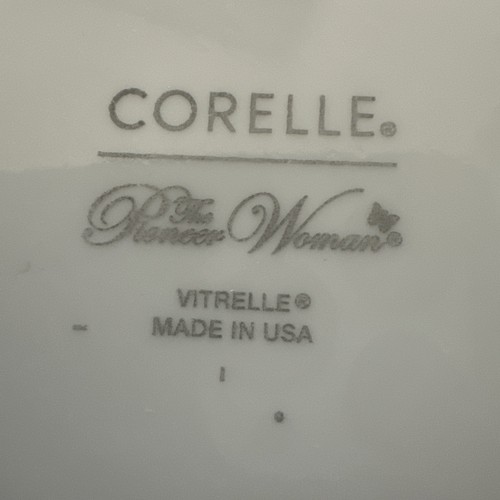 CORELLE®
The
Pioneer Woman®
VITRELLE®
MADE IN USA